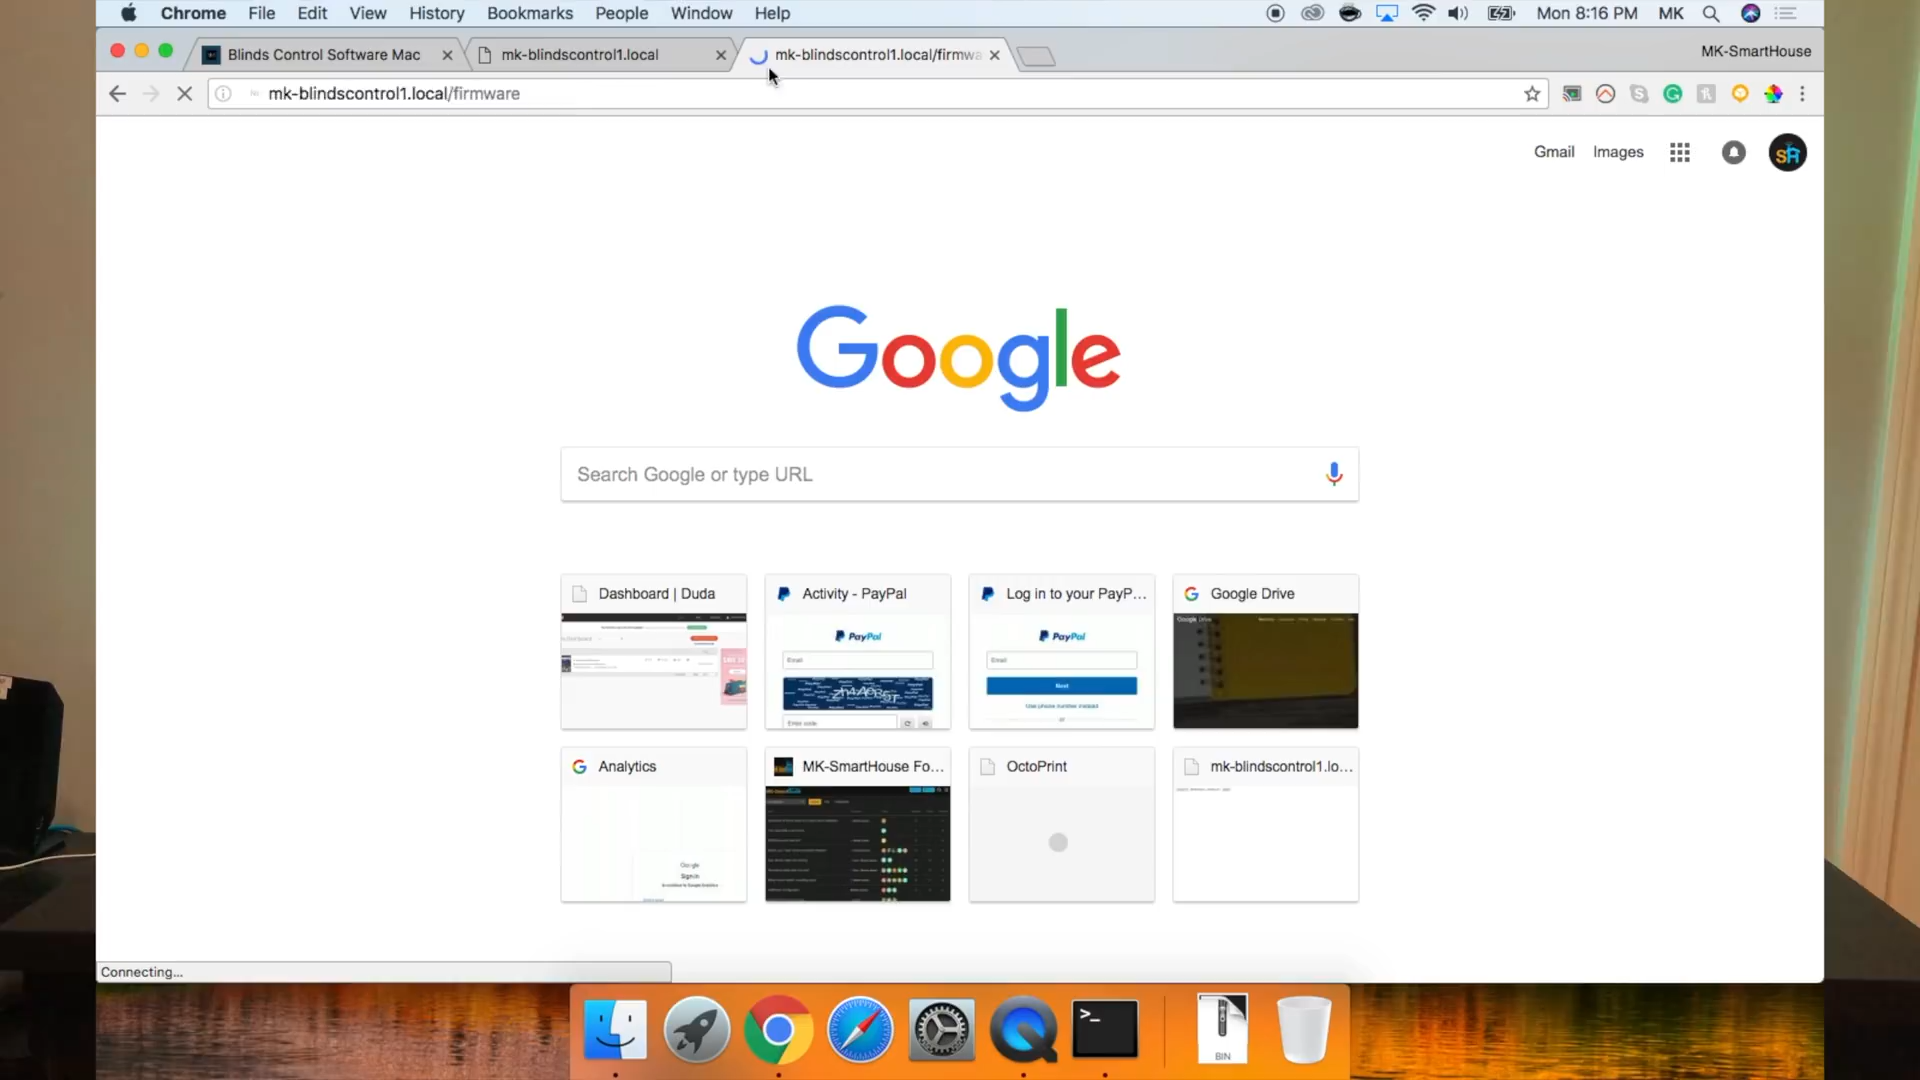 Chrome File Edit View History Bookmarks People Window Help Mon 8:16 PM MK
Blinds Control Software Mac mk-blindscontrol1.local mk-blindscontrol1.local/firmwa MK-SmartHouse
mk-blindscontrol1.local/firmware
Gmail Images
Google
Search Google or type URL
Dashboard | Duda Activity - PayPal Log in to your PayP... Google Drive
PayPal PayPal
Email Email
Next
Enter code Use phone number instead
or
Analytics MK-SmartHouse Fo... OctoPrint mk-blindscontrol1.lo...
Google
Sign in
Connecting...
BIN